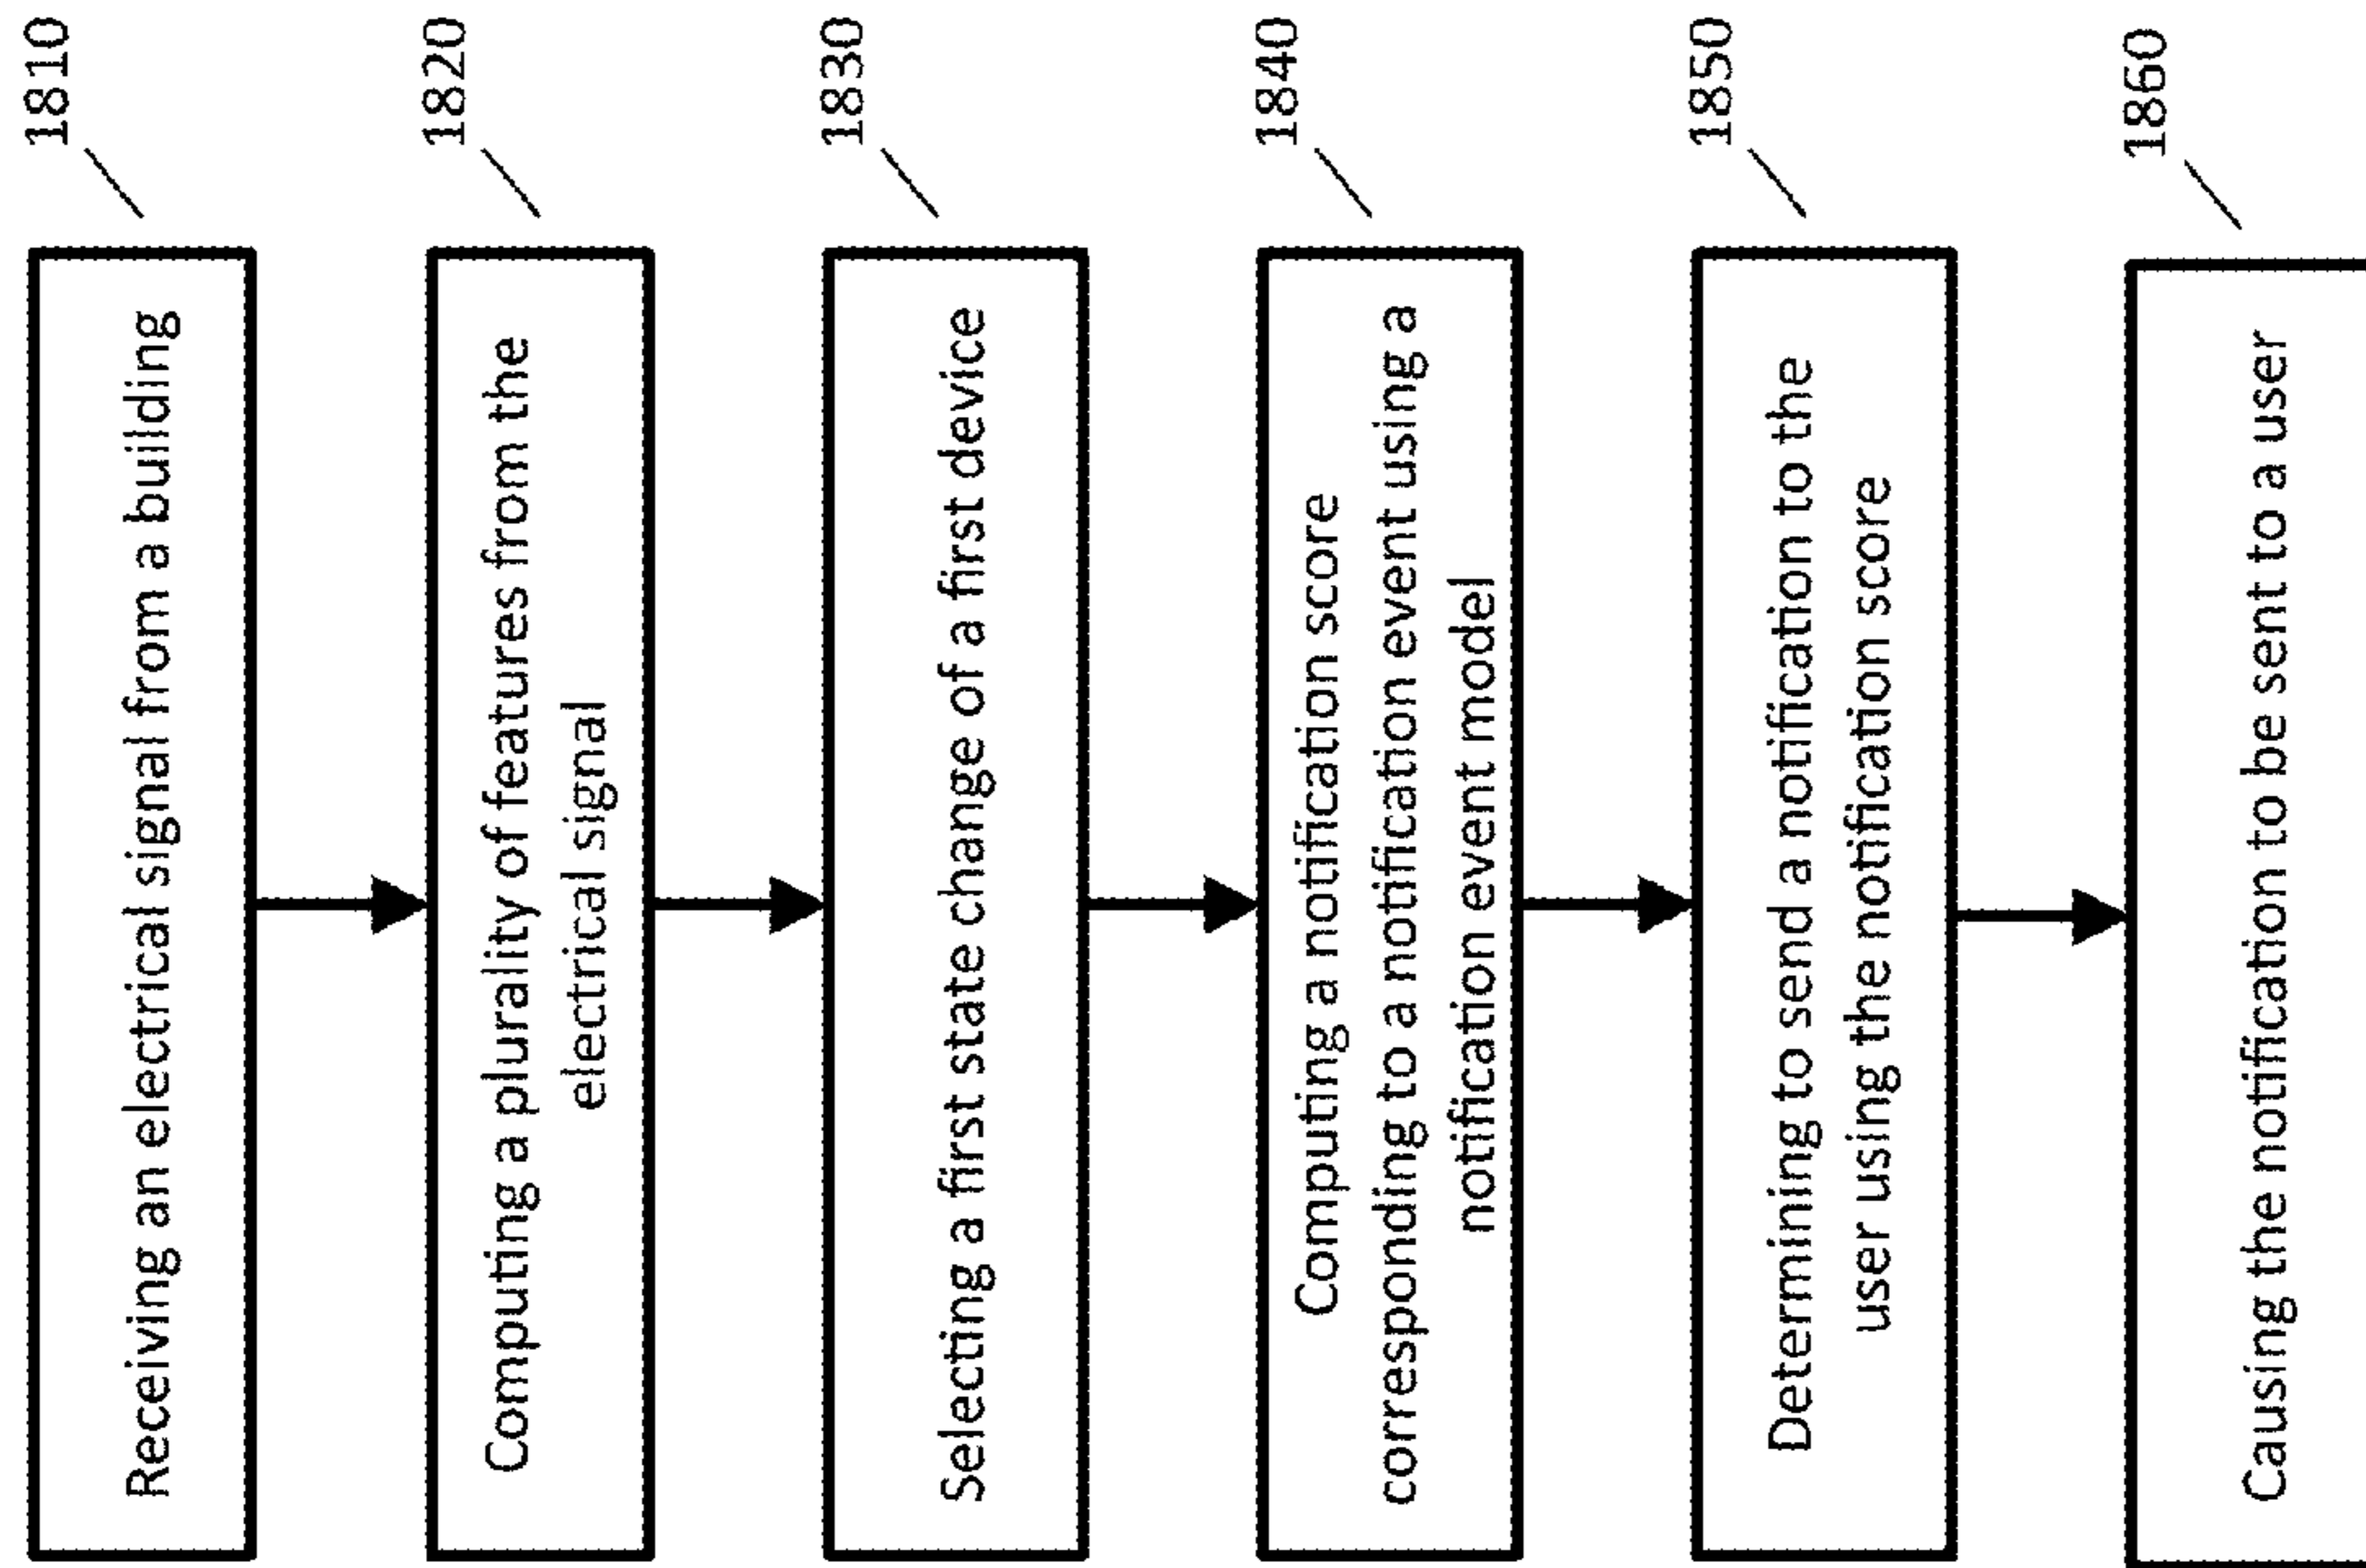 Receiving an electrical signal from a building
1810
Computing a plurality of features from the
electrical signal
1820
Selecting a first state change of a first device
1830
Computing a notification score
corresponding to a notification event using a
notification event model
1840
Determining to send a notification to the
user using the notification score
1850
Causing the notification to be sent to a user
1860